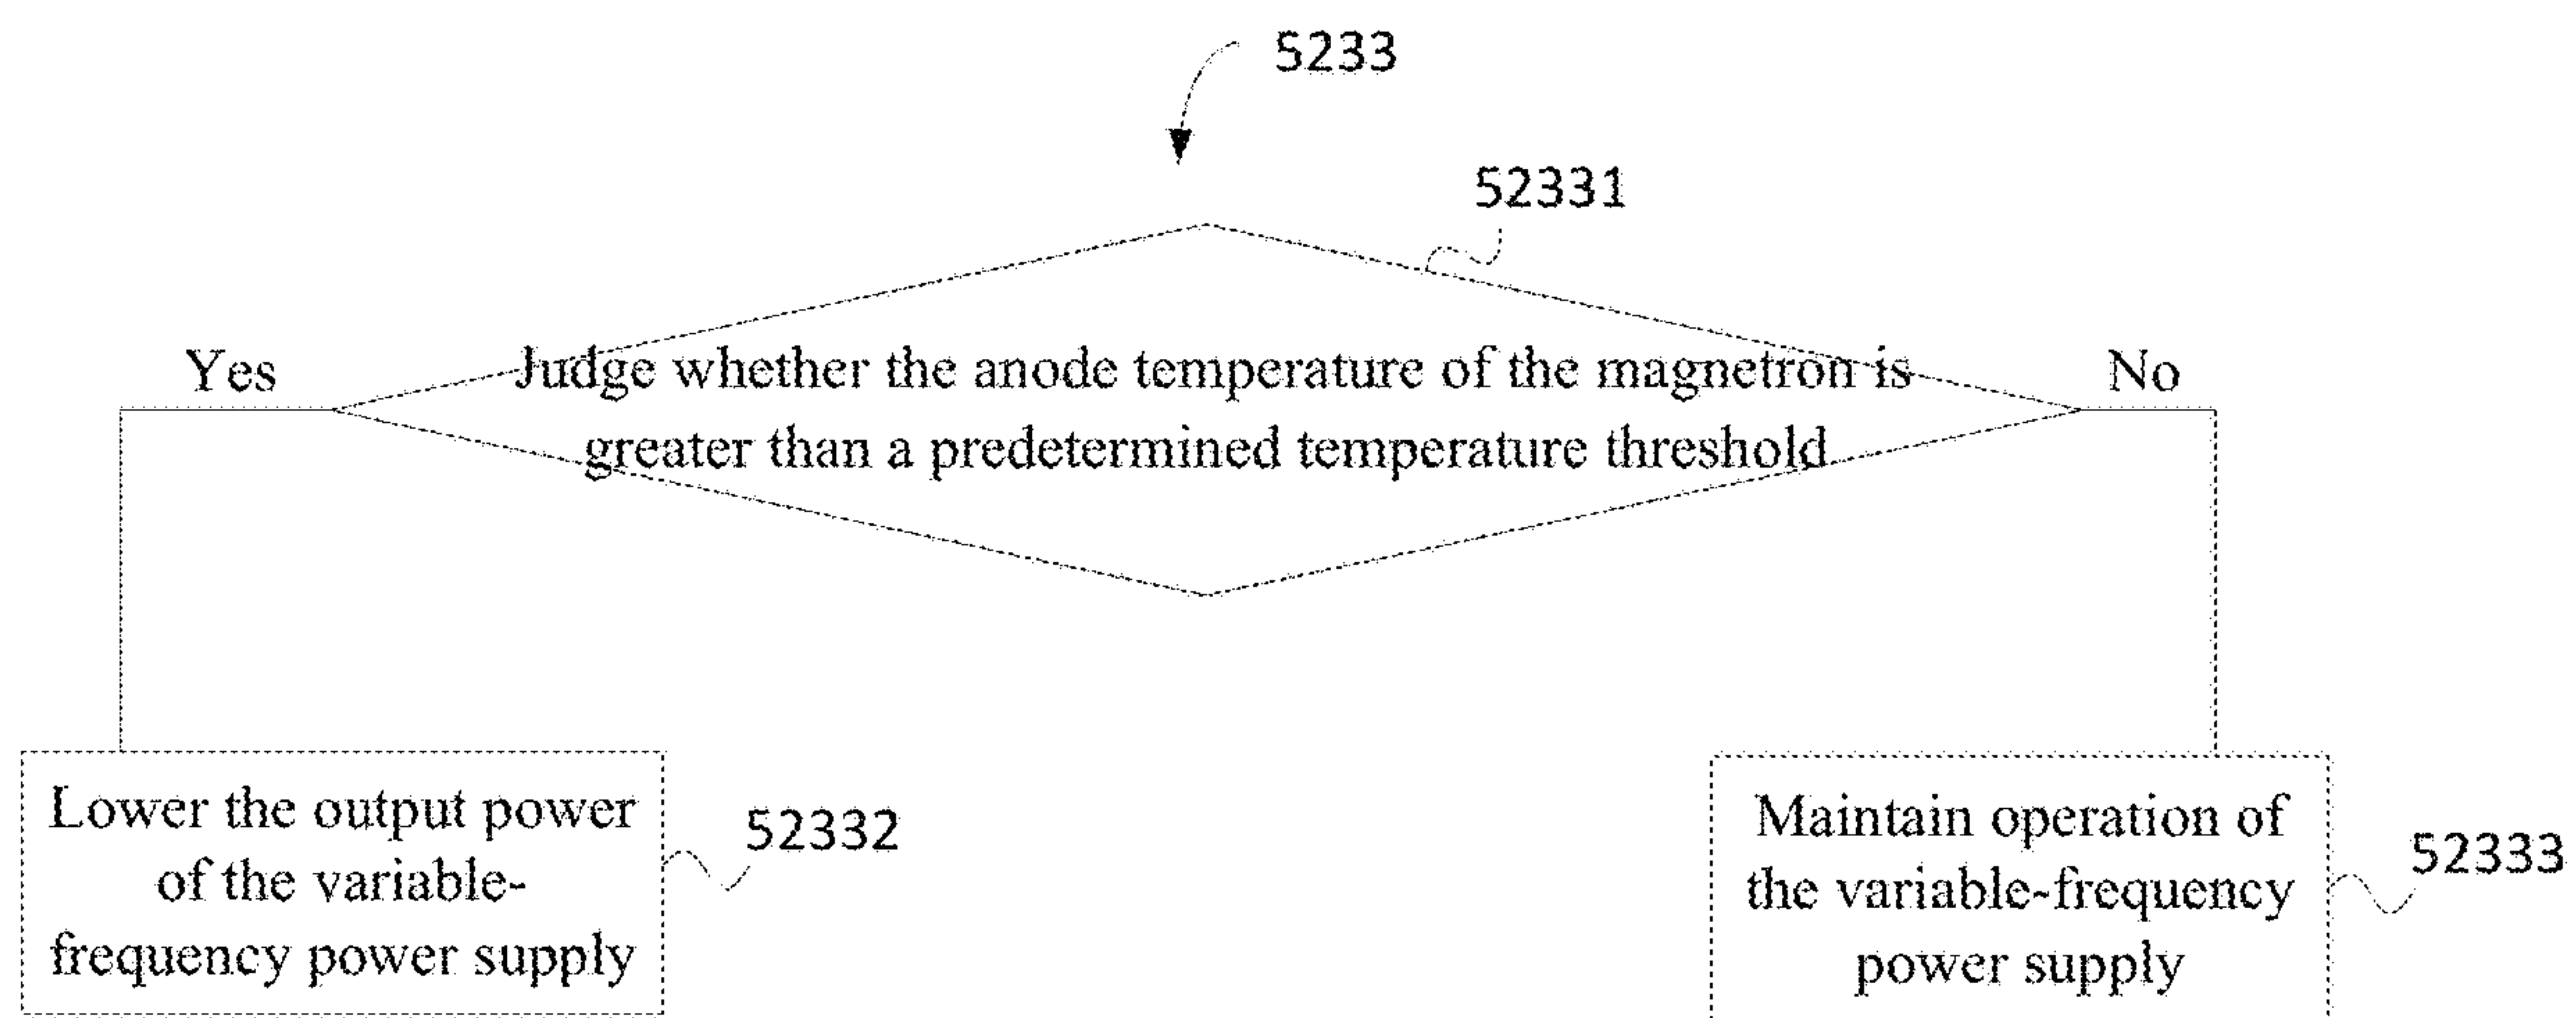 5233
52331
Yes
Judge whether the anode temperature of the magnetron is
greater than a predetermined temperature threshold
No
Lower the output power
of the variable-
frequency power supply
52332
Maintain operation of
the variable-frequency
power supply
52333